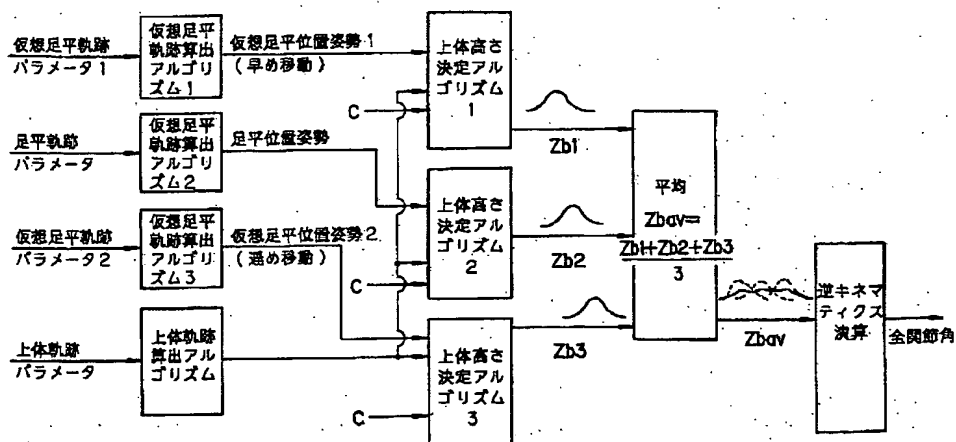 仮想足平軌跡
パラメータ1
仮想足平
軌跡算出
アルゴリ
ズム1
仮想足平位置姿勢1
(早め移動)
C
上体高さ
決定アル
ゴリズム
1
Zb1
足平軌跡
パラメータ
仮想足平
軌跡算出
アルゴリ
ズム2
足平位置姿勢
C
上体高さ
決定アル
ゴリズム
2
Zb2
仮想足平軌跡
パラメータ2
仮想足平
軌跡算出
アルゴリ
ズム3
仮想足平位置姿勢2
(遅め移動)
C
上体高さ
決定アル
ゴリズム
3
Zb3
上体軌跡
パラメータ
上体軌跡
算出アル
ゴリズム
平均
Zbav=
Zb1+Zb2+Zb3
3
Zbav
逆キネマ
ティクス
演算
全関節角